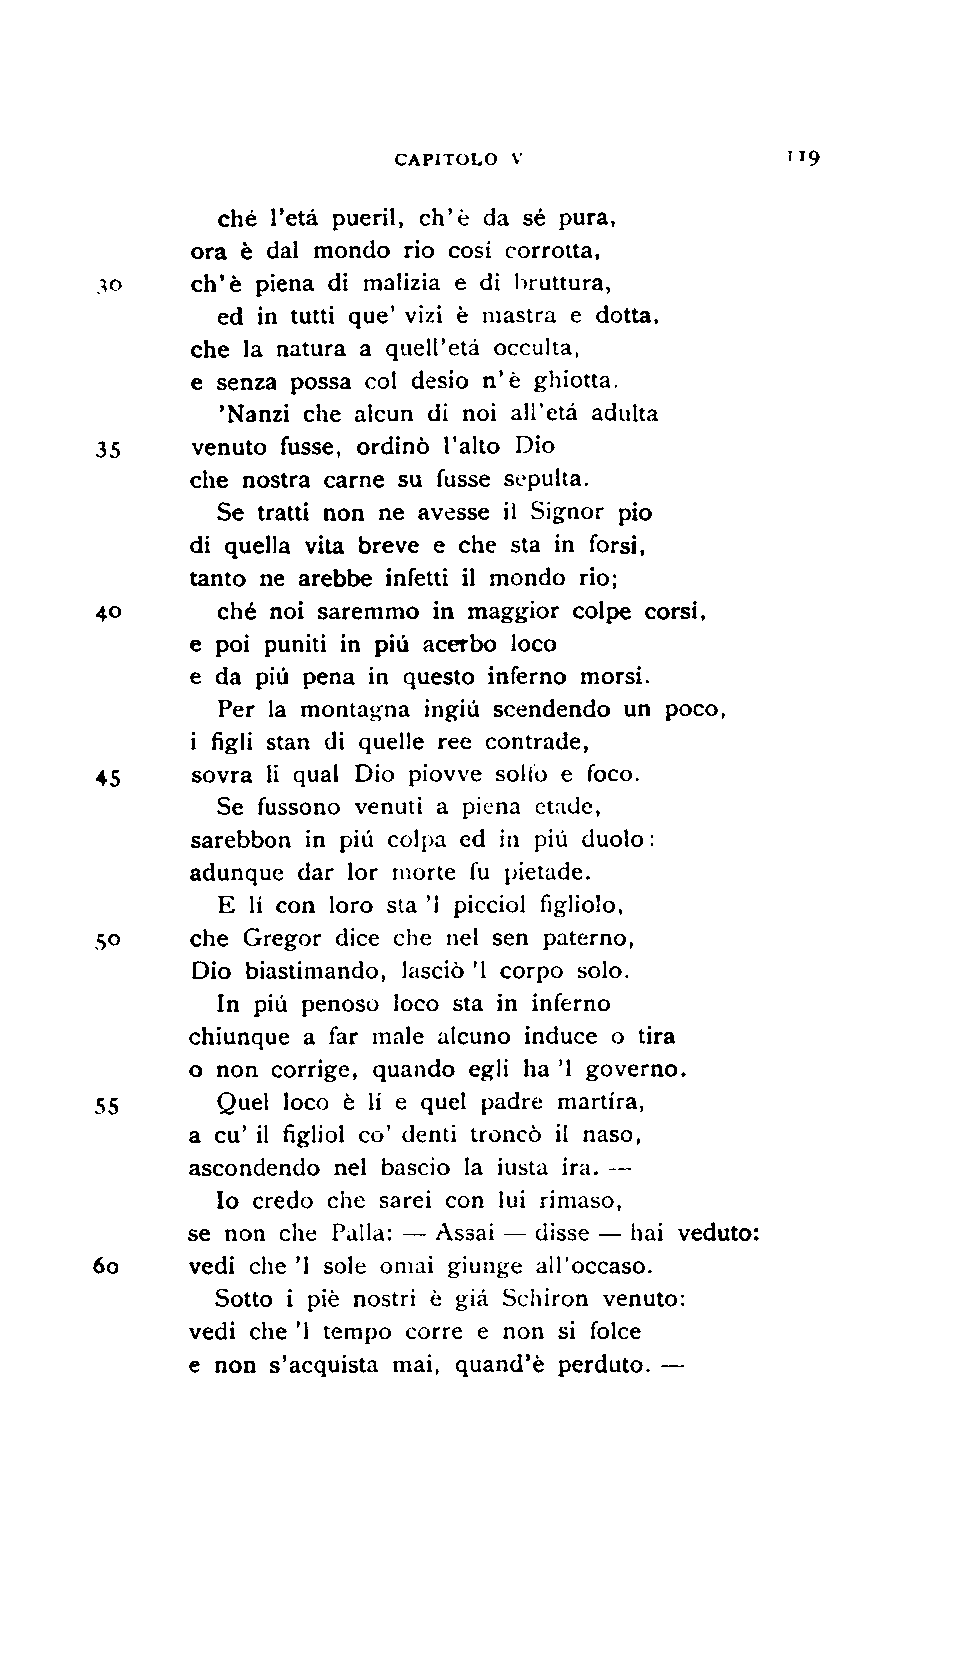 CAPITOLO V 119
ché l'etá pueril, ch'è da sé pura,
ora è dal mondo rio cosí corrotta,
30 ch'è piena di malizia e di bruttura,
ed in tutti que' vizi è mastra e dotta,
che la natura a quell'etá occulta,
e senza possa col desio n'è ghiotta.
'Nanzi che alcun di noi all'etá adulta
35 venuto fusse, ordinò l'alto Dio
che nostra carne su fusse sepulta.
Se tratti non ne avesse il Signor pio
di quella vita breve e che sta in forsi,
tanto ne arebbe infetti il mondo rio;
40 ché noi saremmo in maggior colpe corsi,
e poi puniti in piú acerbo loco
e da piú pena in questo inferno morsi.
Per la montagna ingiú scendendo un poco,
i figli stan di quelle ree contrade,
45 sovra li qual Dio piovve solfo e foco.
Se fussono venuti a piena etade,
sarebbon in piú colpa ed in piú duolo:
adunque dar lor morte fu pietade.
E lí con loro sta 'l picciol figliolo,
50 che Gregor dice che nel sen paterno,
Dio biastimando, lasciò 'l corpo solo.
In piú penoso loco sta in inferno
chiunque a far male alcuno induce o tira
o non corrige, quando egli ha 'l governo.
55 Quel loco è lí e quel padre martíra,
a cu' il figliol co' denti troncò il naso,
ascondendo nel bascio la iusta ira. —
Io credo che sarei con lui rimaso,
se non che Palla: — Assai — disse — hai veduto:
60 vedi che 'l sole omai giunge all'occaso.
Sotto i piè nostri è giá Schiron venuto:
vedi che 'l tempo corre e non si folce
e non s'acquista mai, quand'è perduto. —